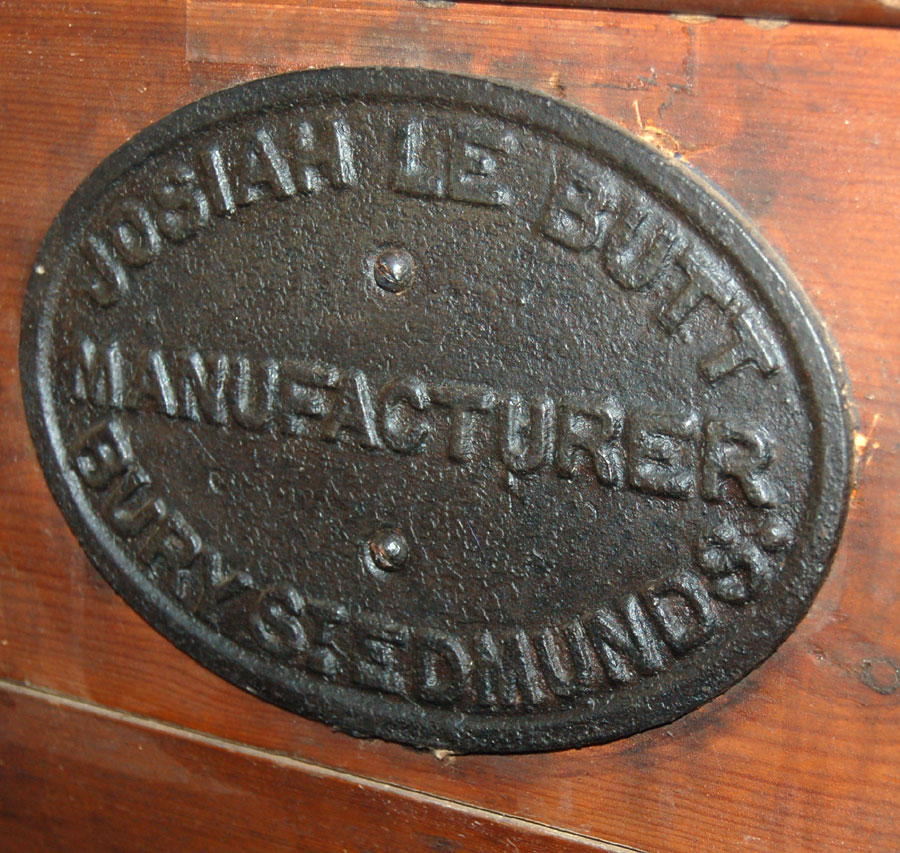 JOSIAH LE BUTT
MANUFACTURER
BURY ST EDMUNDS: